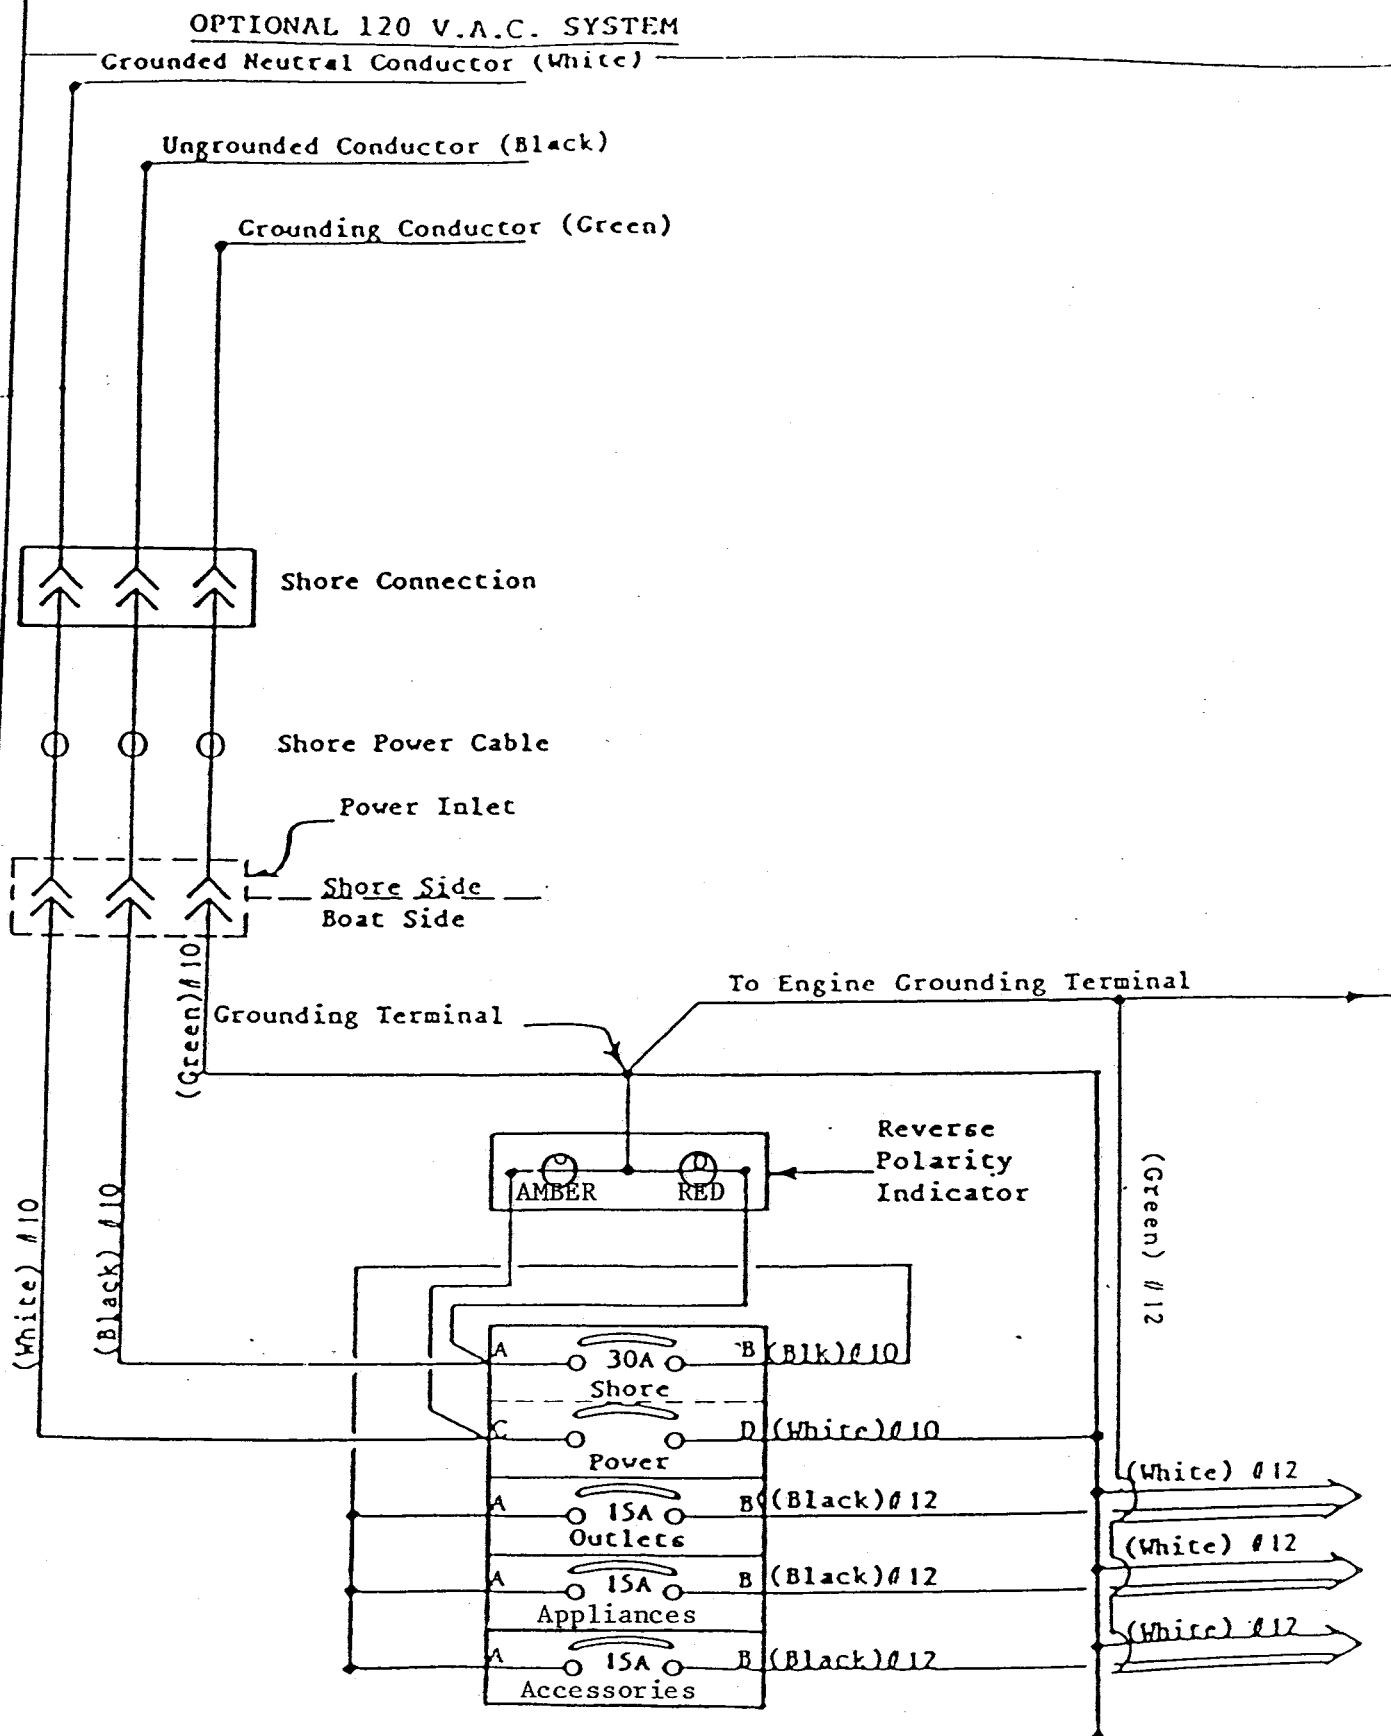 OPTIONAL 120 V.A.C. SYSTEM
Grounded Neutral Conductor (White)
Ungrounded Conductor (Black)
Grounding Conductor (Green)
Shore Connection
Shore Power Cable
Power Inlet
Shore Side
Boat Side
(Green) #10
To Engine Grounding Terminal
Grounding Terminal
Reverse
Polarity
Indicator
AMBER RED
(White) #10
(Black) #10
(Green) #12
A 30A B (Blk) #10
Shore
C D (White) #10
Power
A 15A B (Black) #12
Outlets
(White) #12
A 15A B (Black) #12
Appliances
(White) #12
A 15A B (Black) #12
Accessories
(White) #12